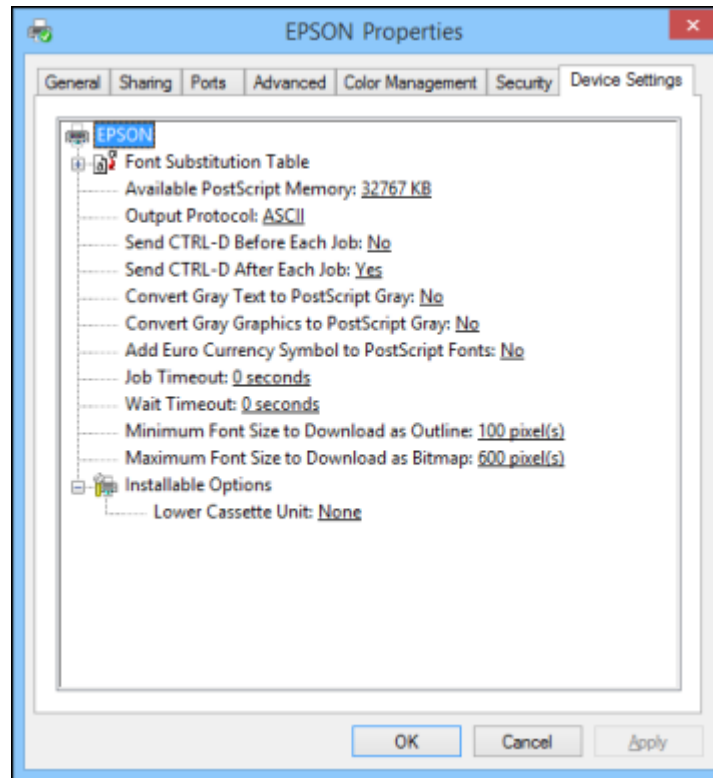 EPSON Properties
General Sharing Ports Advanced Color Management Security Device Settings
EPSON
Font Substitution Table
Available PostScript Memory: 32767 KB
Output Protocol: ASCII
Send CTRL-D Before Each Job: No
Send CTRL-D After Each Job: Yes
Convert Gray Text to PostScript Gray: No
Convert Gray Graphics to PostScript Gray: No
Add Euro Currency Symbol to PostScript Fonts: No
Job Timeout: 0 seconds
Wait Timeout: 0 seconds
Minimum Font Size to Download as Outline: 100 pixel(s)
Maximum Font Size to Download as Bitmap: 600 pixel(s)
Installable Options
Lower Cassette Unit: None
OK Cancel Apply